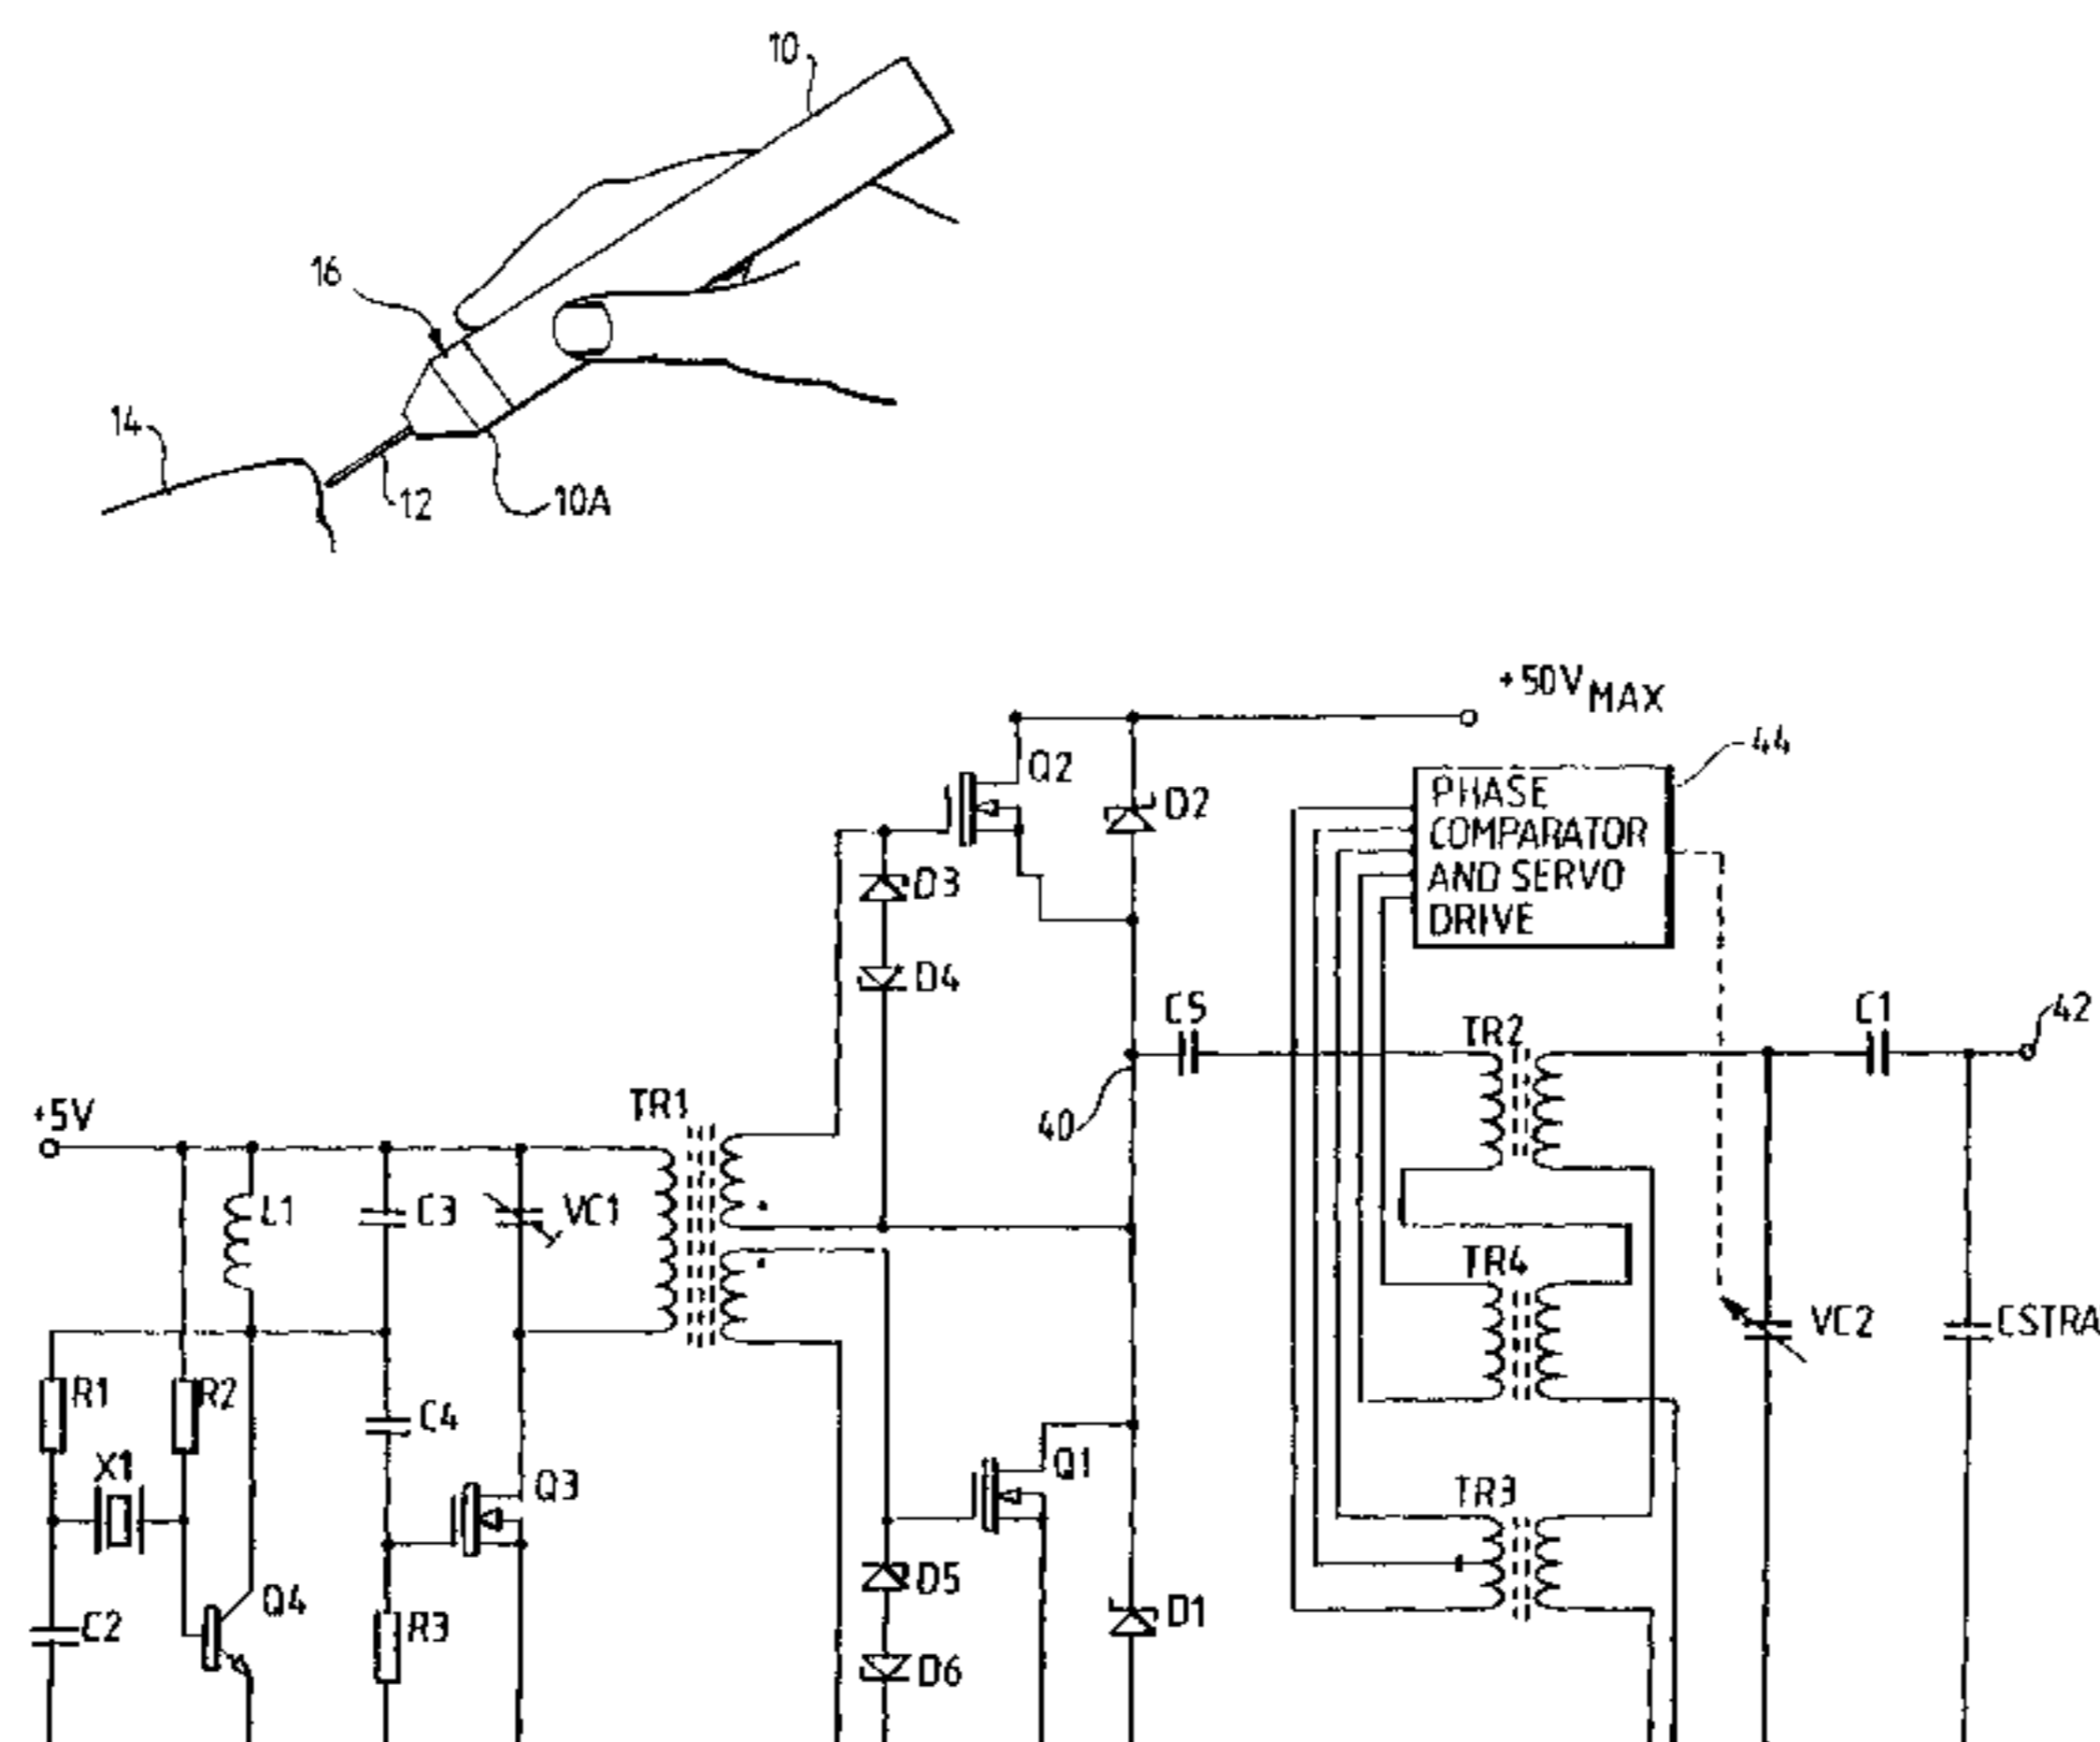 10
16
14
12
10A
+50V MAX
44
Q2
D2
PHASE
COMPARATOR
AND SERVO
DRIVE
D3
D4
C5
TR2
C1
42
40
+5V
TR1
L1
C3
VC1
TR4
VC2
CSTRA
R1
R2
C4
X1
Q3
Q1
TR3
D5
D1
Q4
C2
R3
D6